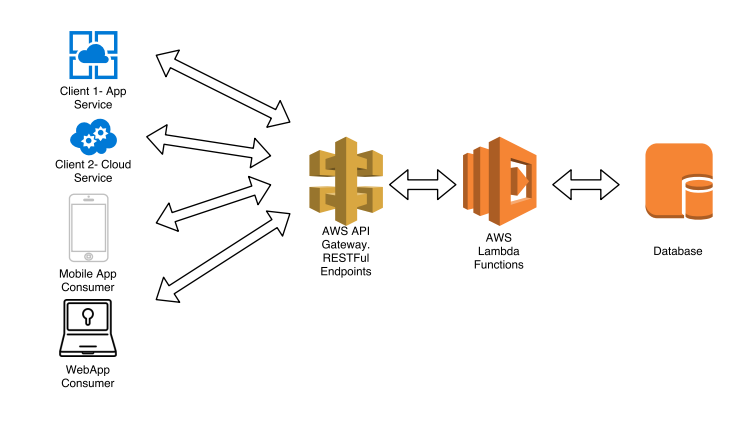 Client 1- App
Service
Client 2- Cloud
Service
Mobile App
Consumer
WebApp
Consumer
AWS API
Gateway.
RESTFul
Endpoints
AWS
Lambda
Functions
Database